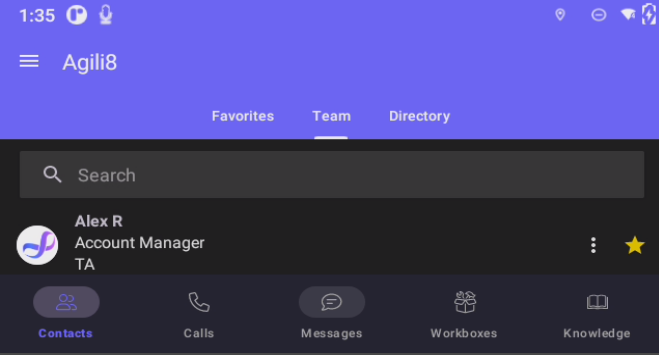 1:35
Agili8
Favorites Team Directory
Search
Alex R
Account Manager
TA
Contacts Calls Messages Workboxes Knowledge